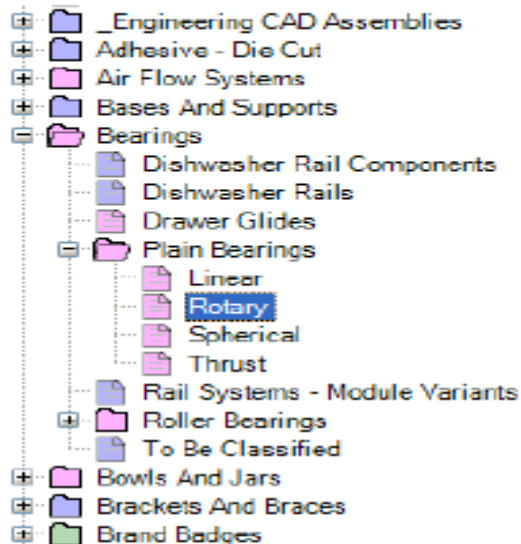 _Engineering CAD Assemblies
Adhesive - Die Cut
Air Flow Systems
Bases And Supports
Bearings
Dishwasher Rail Components
Dishwasher Rails
Drawer Glides
Plain Bearings
Linear
Rotary
Spherical
Thrust
Rail Systems - Module Variants
Roller Bearings
To Be Classified
Bowls And Jars
Brackets And Braces
Brand Badges